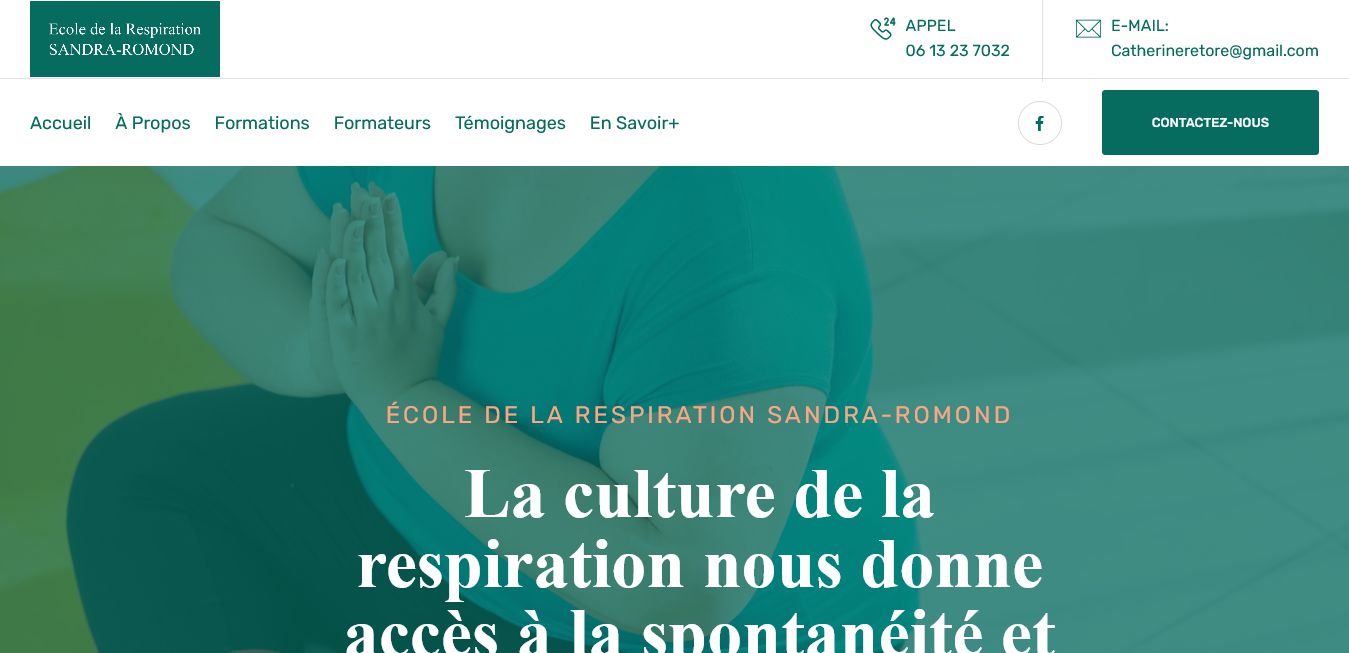 Ecole de la Respiration
SANDRA-ROMOND
24
APPEL
06 13 23 7032
E-MAIL:
Catherineretore@gmail.com
Accueil
À Propos
Formations
Formateurs
Témoignages
En Savoir+
CONTACTEZ-NOUS
ÉCOLE DE LA RESPIRATION SANDRA-ROMOND
La culture de la
respiration nous donne
accès à la spontanéité et